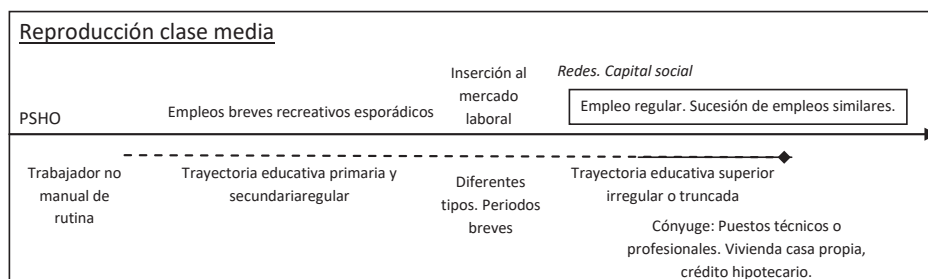 Reproducción clase media
Inserción al
mercado
laboral
Redes. Capital social
PSHO
Empleos breves recreativos esporádicos
Empleo regular. Sucesión de empleos similares.
Trabajador no
manual de
rutina
Trayectoria educativa primaria y
secundariaregular
Diferentes
tipos. Periodos
breves
Trayectoria educativa superior
irregular o truncada
Cónyuge: Puestos técnicos o
profesionales. Vivienda casa propia,
crédito hipotecario.